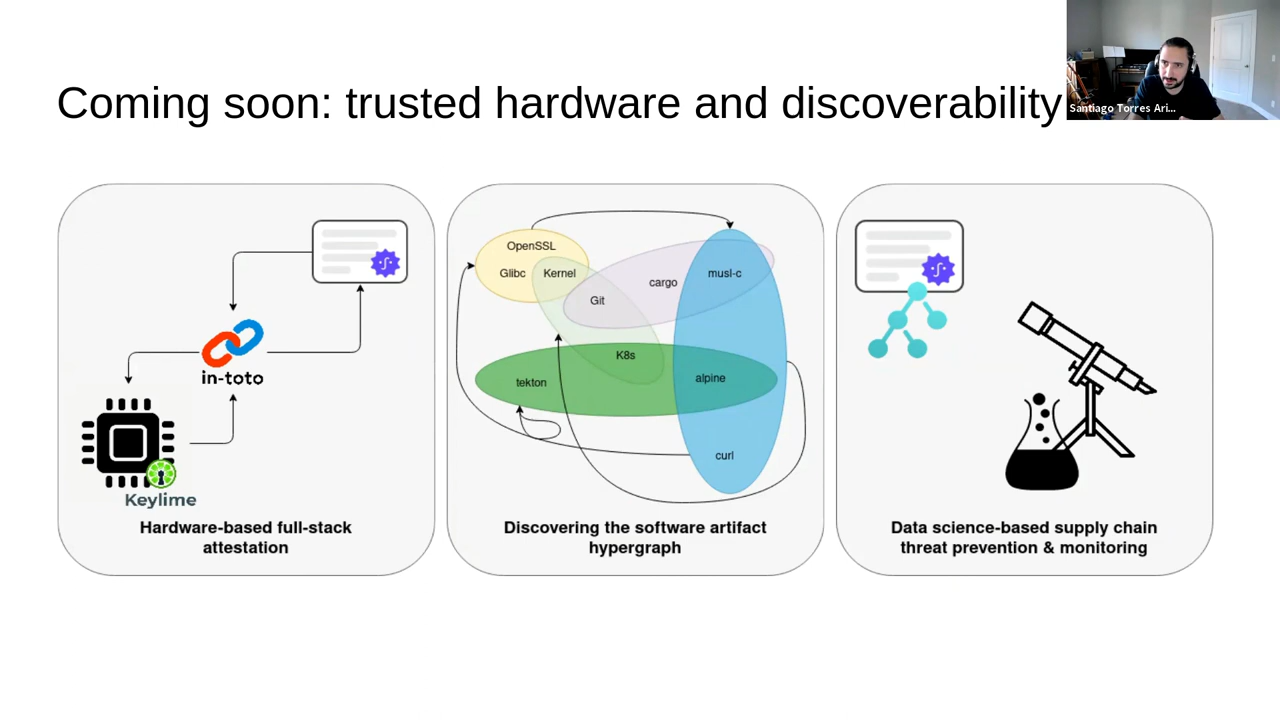 Coming soon: trusted hardware and discoverability
Santiago Torres Ari...
in-toto
Keylime
Hardware-based full-stack
attestation
OpenSSL
Glibc
Kernel
Git
cargo
musl-c
K8s
tekton
alpine
curl
Discovering the software artifact
hypergraph
Data science-based supply chain
threat prevention & monitoring